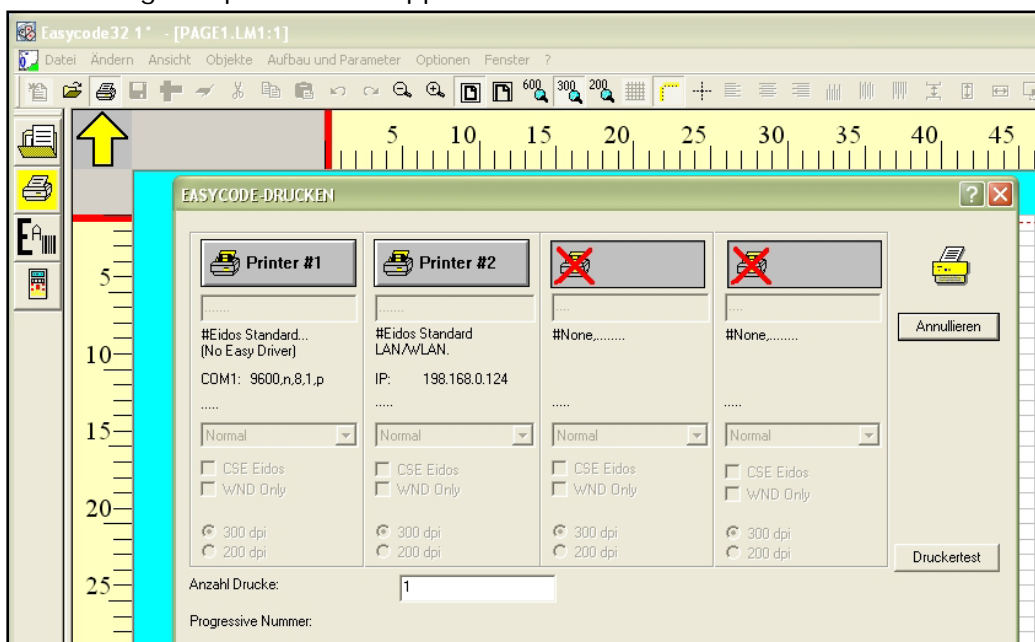 Easycode32 1* - [PAGE1.LM1:1]
Datei Ändern Ansicht Objekte Aufbau und Parameter Optionen Fenster ?
600 300 200
5 10 15 20 25 30 35 40 45
EASYCODE-DRUCKEN
Printer #1 Printer #2
....... ....... .... ....
#Eidos Standard... #Eidos Standard #None,........ #None,........
(No Easy Driver) LAN/WLAN.
COM1: 9600,n,8,1,p IP: 198.168.0.124
..... ..... ..... .....
Normal Normal Normal Normal
CSE Eidos CSE Eidos CSE Eidos CSE Eidos
WND Only WND Only WND Only WND Only
300 dpi 300 dpi 300 dpi 300 dpi
200 dpi 200 dpi 200 dpi 200 dpi
Annullieren
Druckertest
Anzahl Drucke: 1
Progressive Nummer:
5
10
15
20
25